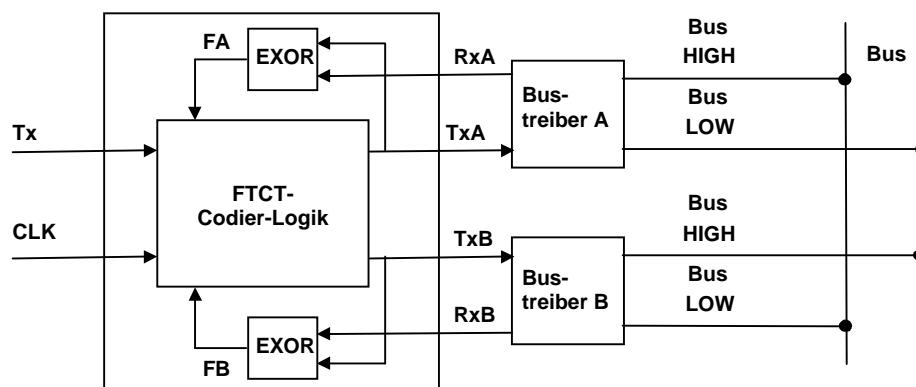 FA
EXOR
RxA
Bus
HIGH
Bus
Bus-
treiber A
Bus
LOW
Tx
TxA
FTCT-
Codier-Logik
CLK
TxB
Bus
HIGH
Bus-
treiber B
Bus
LOW
RxB
EXOR
FB